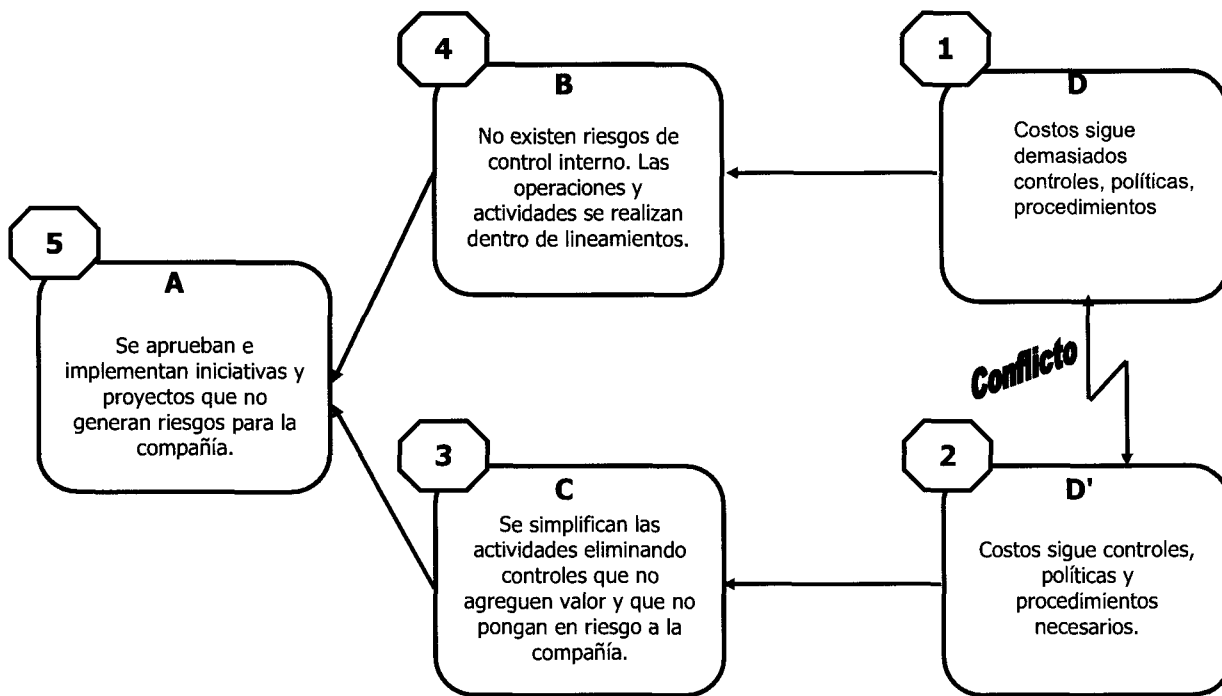 4
B
No existen riesgos de
control interno. Las
operaciones y
actividades se realizan
dentro de lineamientos.
1
D
Costos sigue
demasiados
controles, políticas,
procedimientos
5
A
Se aprueban e
implementan iniciativas y
proyectos que no
generan riesgos para la
compañía.
Conflicto
3
C
Se simplifican las
actividades eliminando
controles que no
agreguen valor y que no
pongan en riesgo a la
compañía.
2
D'
Costos sigue controles,
políticas y
procedimientos
necesarios.